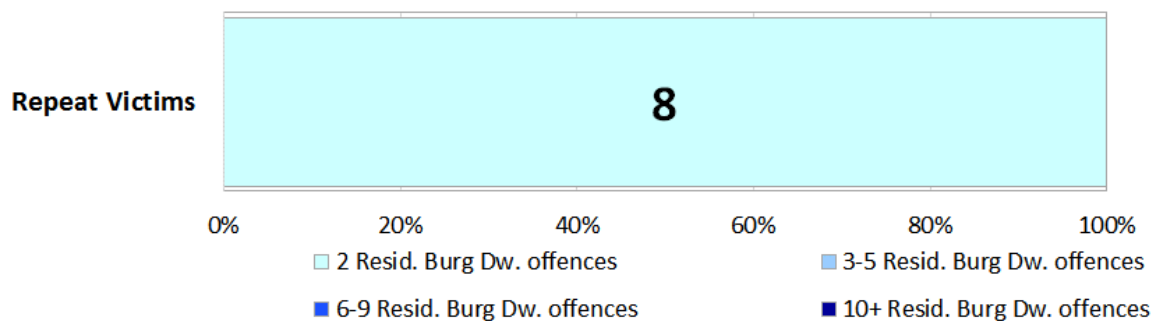 Repeat Victims
8
0% 20% 40% 60% 80% 100%
2 Resid. Burg Dw. offences 3-5 Resid. Burg Dw. offences
6-9 Resid. Burg Dw. offences 10+ Resid. Burg Dw. offences